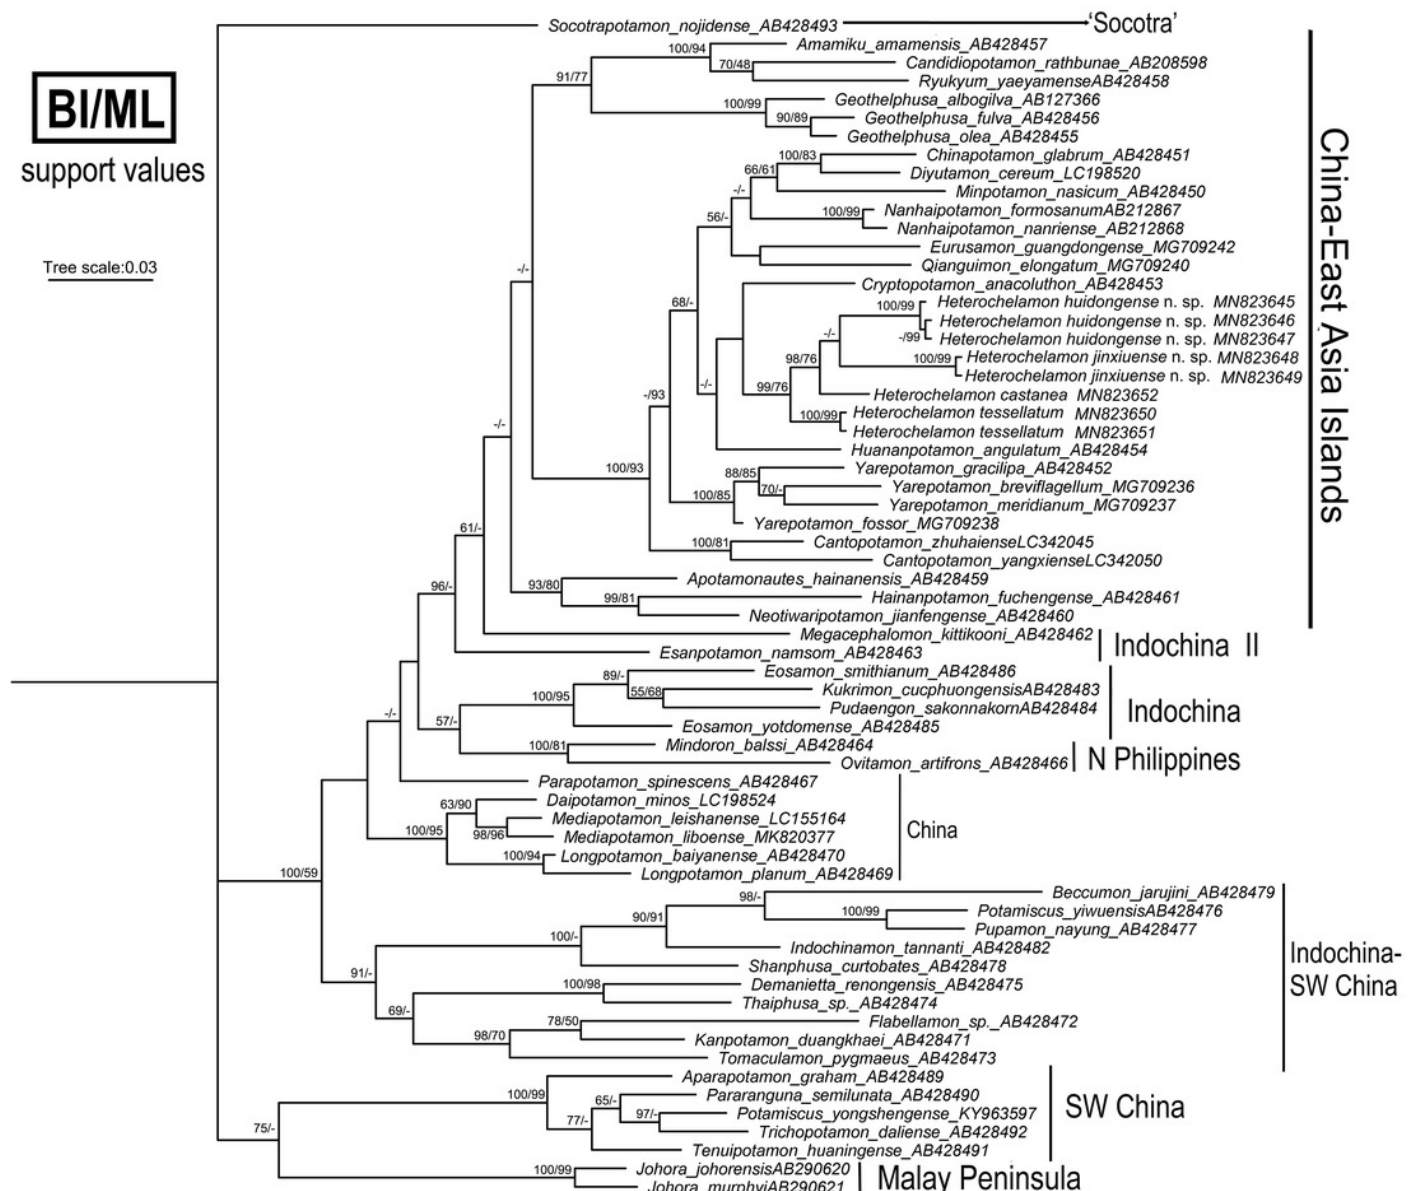 Socotrapotamon_nojidense_AB428493
'Socotra'
100/94
Amamiku_amamensis_AB428457
70/48
Candidiopotamon_rathbunae_AB208598
91/77
Ryukyum_yaeyamenseAB428458
BI/ML
support values
100/99
Geothelphusa_albogilva_AB127366
90/89
Geothelphusa_fulva_AB428456
Geothelphusa_olea_AB428455
China-East Asia Islands
100/83
Chinapotamon_glabrum_AB428451
66/61
Diyutamon_cereum_LC198520
-/-
Minpotamon_nasicum_AB428450
100/99
Nanhaipotamon_formosanumAB212867
56/-
Nanhaipotamon_nanriense_AB212868
Eurusamon_guangdongense_MG709242
Tree scale:0.03
-/-
Qianguimon_elongatum_MG709240
Cryptopotamon_anacoluthon_AB428453
68/-
100/99
Heterochelamon huidongense n. sp. MN823645
Heterochelamon huidongense n. sp. MN823646
-/-
-/99
Heterochelamon huidongense n. sp. MN823647
98/76
100/99
Heterochelamon jinxiuense n. sp. MN823648
Heterochelamon jinxiuense n. sp. MN823649
-/93
-/-
99/76
Heterochelamon castanea MN823652
100/99
Heterochelamon tessellatum MN823650
-/-
Heterochelamon tessellatum MN823651
Huananpotamon_angulatum_AB428454
100/93
88/85
Yarepotamon_gracilipa_AB428452
70/-
Yarepotamon_breviflagellum_MG709236
100/85
Yarepotamon_meridianum_MG709237
Yarepotamon_fossor_MG709238
61/-
100/81
Cantopotamon_zhuhaienseLC342045
Cantopotamon_yangxienseLC342050
96/-
93/80
Apotamonautes_hainanensis_AB428459
99/81
Hainanpotamon_fuchengense_AB428461
Neotiwaripotamon_jianfengense_AB428460
Megacephalomon_kittikooni_AB428462
Indochina II
Esanpotamon_namsom_AB428463
89/-
Eosamon_smithianum_AB428486
100/95
55/68
Kukrimon_cucphuongensisAB428483
Pudaengon_sakonnakornAB428484
Indochina
-/-
57/-
Eosamon_yotdomense_AB428485
100/81
Mindoron_balssi_AB428464
Ovitamon_artifrons_AB428466
N Philippines
Parapotamon_spinescens_AB428467
63/90
Daipotamon_minos_LC198524
Mediapotamon_leishanense_LC155164
100/95
98/96
Mediapotamon_liboense_MK820377
China
100/94
Longpotamon_baiyanense_AB428470
100/59
Longpotamon_planum_AB428469
98/-
Beccumon_jarujini_AB428479
90/91
100/99
Potamiscus_yiwuensisAB428476
Pupamon_nayung_AB428477
100/-
Indochinamon_tannanti_AB428482
Indochina-
SW China
Shanphusa_curtobates_AB428478
91/-
100/98
Demanietta_renongensis_AB428475
Thaiphusa_sp._AB428474
69/-
78/50
Flabellamon_sp._AB428472
98/70
Kanpotamon_duangkhaei_AB428471
Tomaculamon_pygmaeus_AB428473
100/99
Aparapotamon_graham_AB428489
65/-
Pararanguna_semilunata_AB428490
77/-
97/-
Potamiscus_yongshengense_KY963597
SW China
75/-
Trichopotamon_daliense_AB428492
Tenuipotamon_huaningense_AB428491
100/99
Johora_johorensisAB290620
Malay Peninsula
Johora_murphyiAB290621